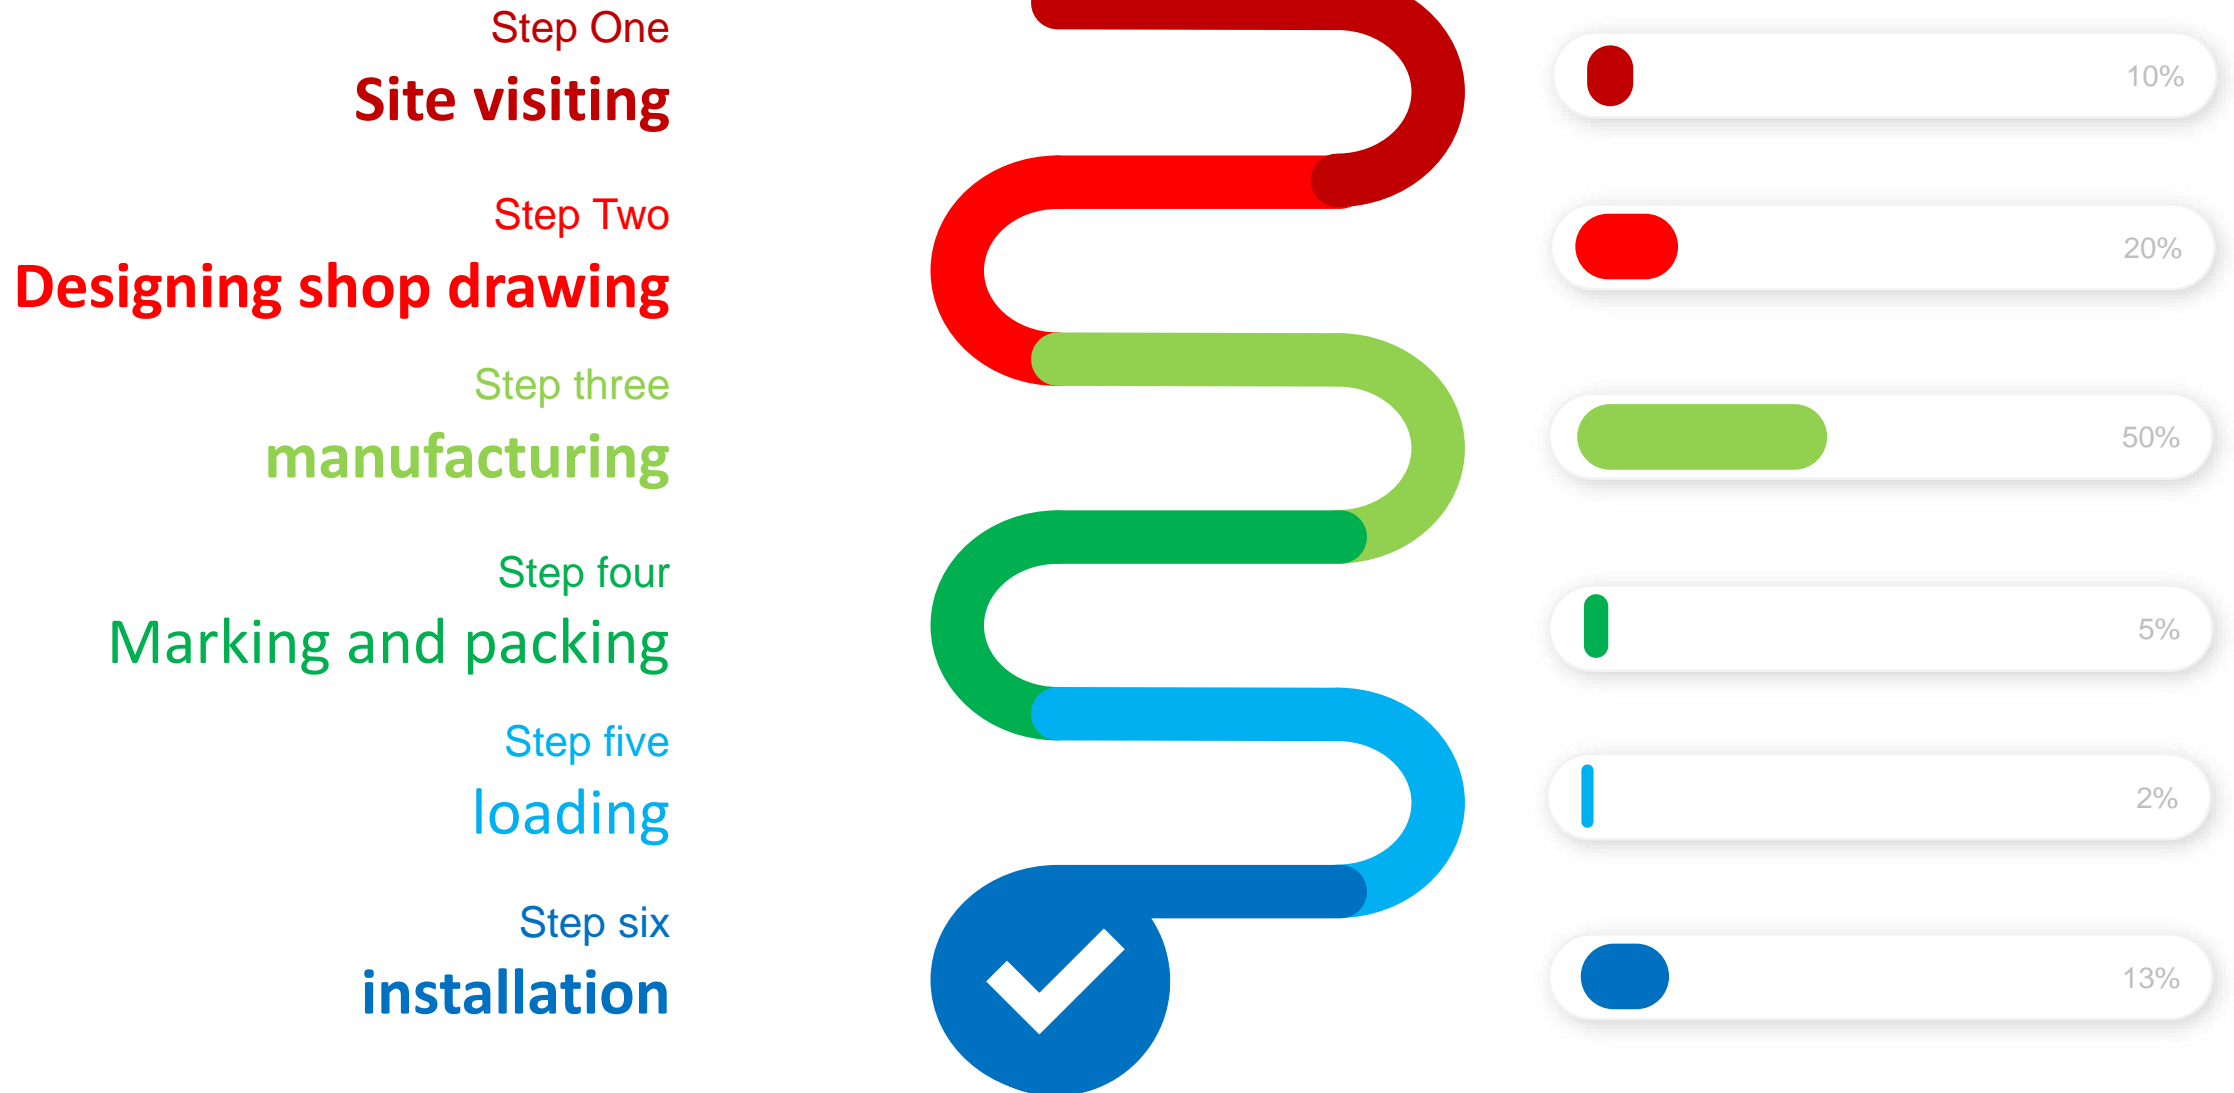 Step One
Site visiting
10%
Step Two
Designing shop drawing
20%
Step three
manufacturing
50%
Step four
Marking and packing
5%
Step five
loading
2%
Step six
installation
13%